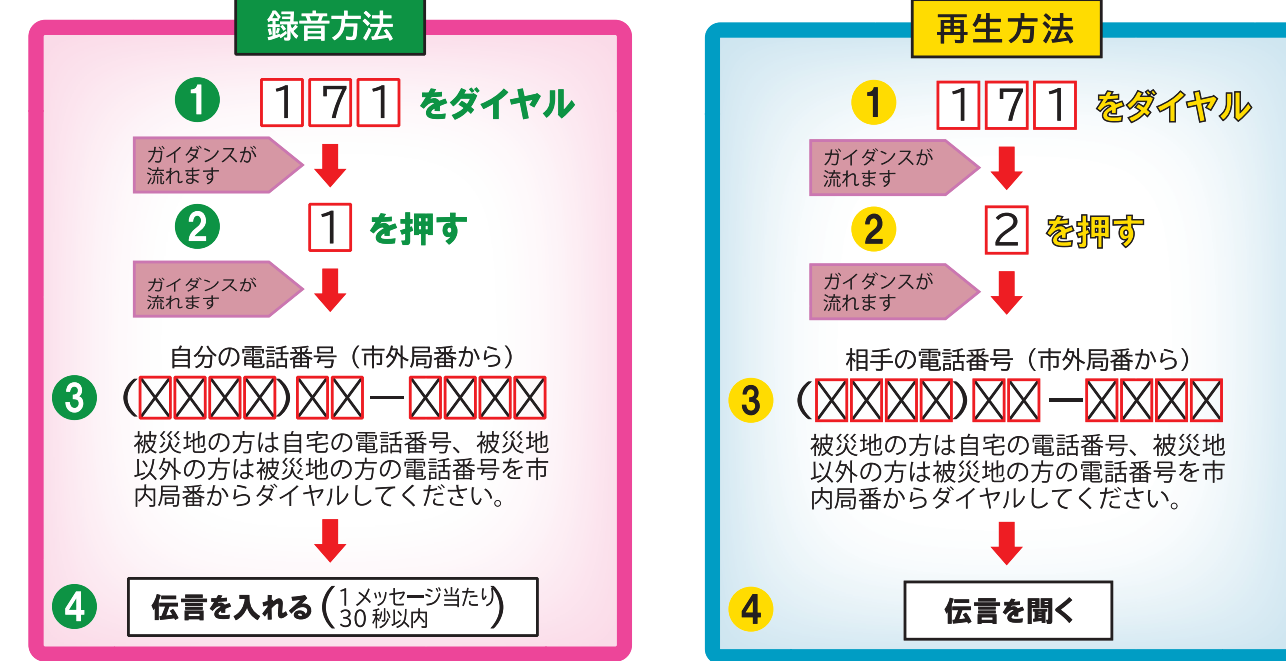 録音方法
1 171 をダイヤル
ガイダンスが
流れます
2 1 を押す
ガイダンスが
流れます
自分の電話番号（市外局番から）
3 (XXXX)XX―XXXX
被災地の方は自宅の電話番号、被災地
以外の方は被災地の方の電話番号を市
内局番からダイヤルしてください。
4 伝言を入れる（1メッセージ当たり
30秒以内）
再生方法
1 171 をダイヤル
ガイダンスが
流れます
2 2 を押す
ガイダンスが
流れます
相手の電話番号（市外局番から）
3 (XXXX)XX―XXXX
被災地の方は自宅の電話番号、被災地
以外の方は被災地の方の電話番号を市
内局番からダイヤルしてください。
4 伝言を聞く